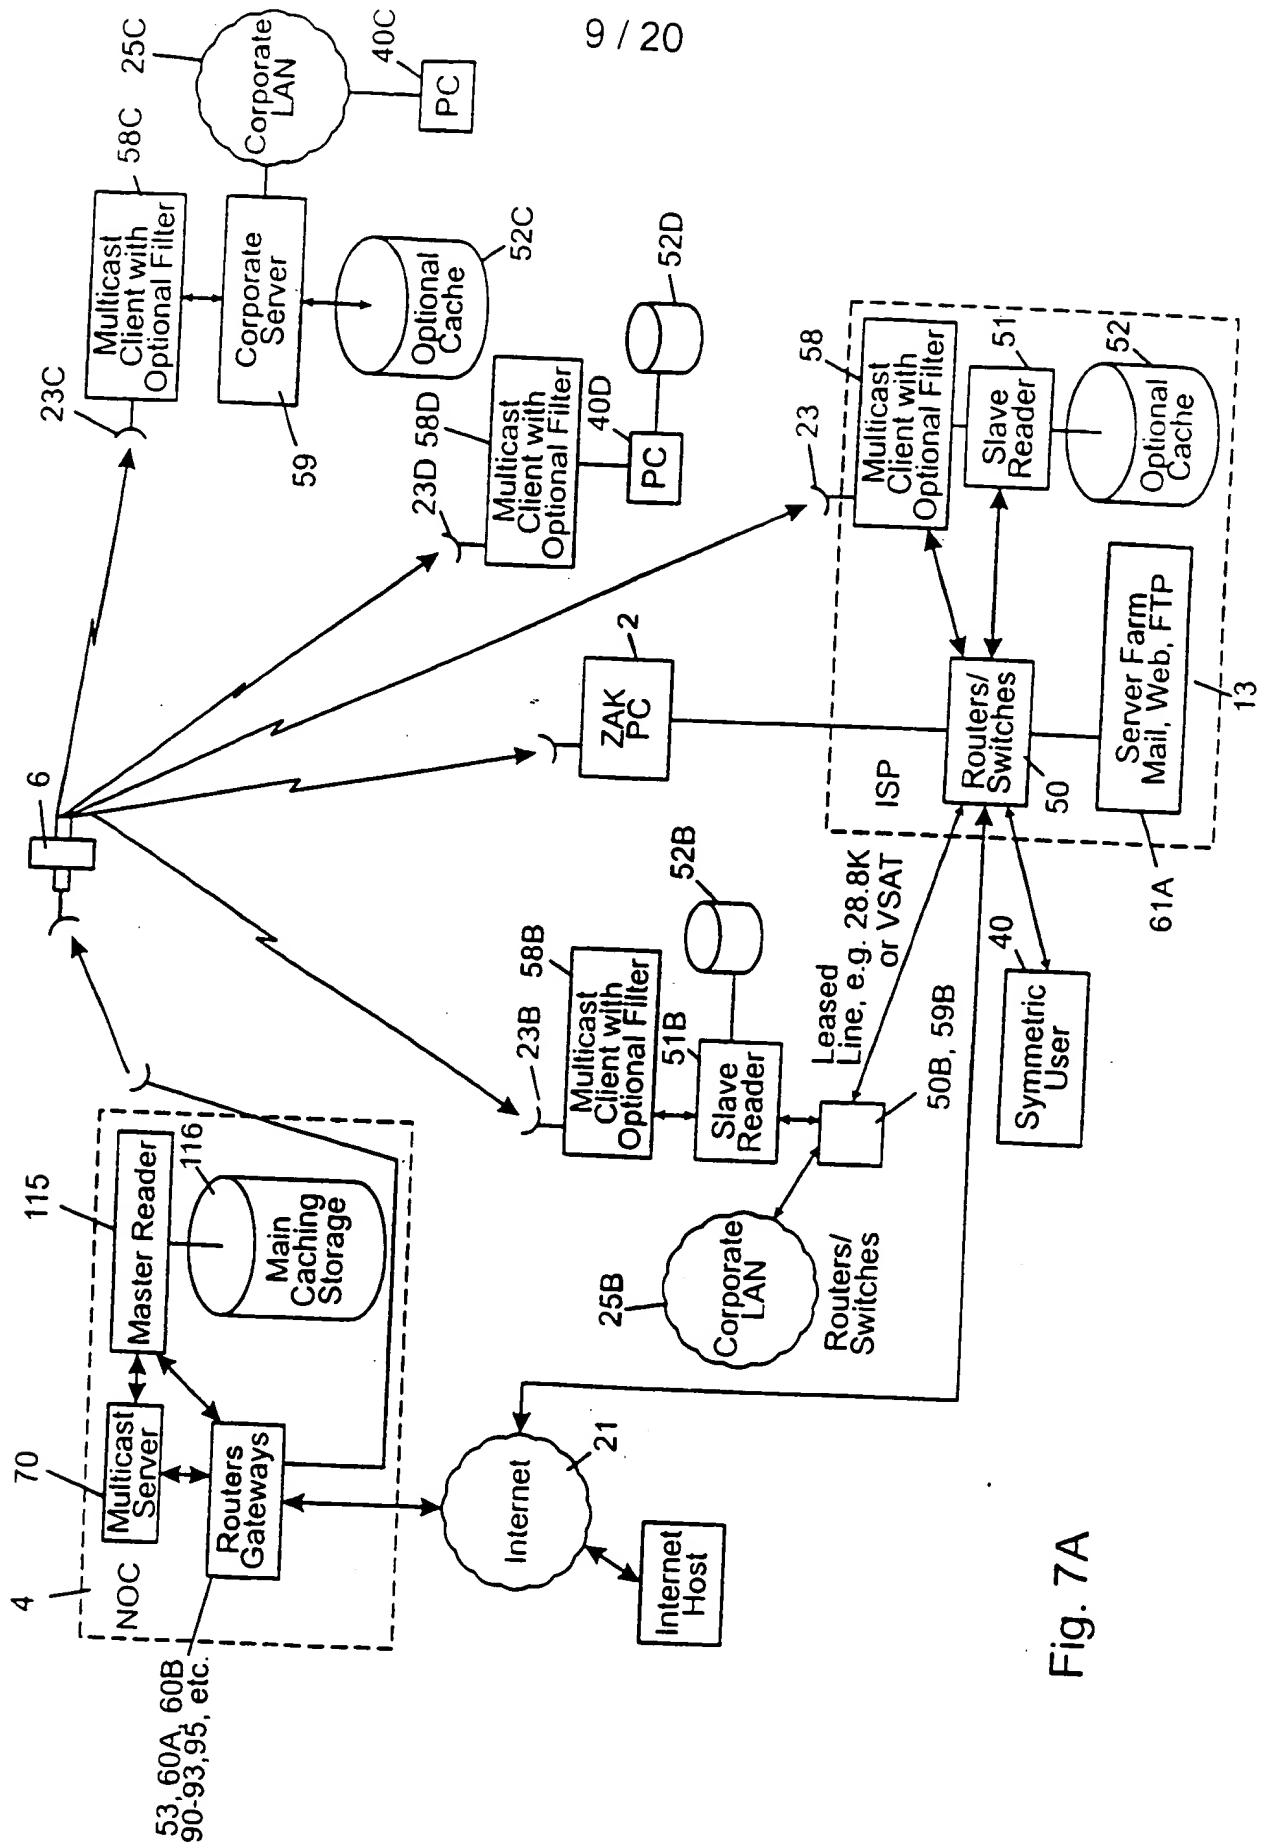 9 / 20
4
NOC
70
Multicast
Server
115
Master Reader
116
Main
Caching
Storage
Routers
Gateways
53, 60A, 60B
90-93,95, etc.
6
23C
58C
Multicast
Client with
Optional Filter
25C
Corporate
LAN
40C
PC
Corporate
Server
59
Optional
Cache
52C
23D
58D
Multicast
Client with
Optional Filter
40D
PC
52D
2
ZAK
PC
23B
58B
Multicast
Client with
Optional Filter
51B
Slave
Reader
52B
Internet
21
Internet
Host
25B
Corporate
LAN
Routers/
Switches
Leased
Line, e.g. 28.8K
or VSAT
50B, 59B
40
Symmetric
User
ISP
23
58
Multicast
Client with
Optional Filter
51
Slave
Reader
52
Optional
Cache
Routers/
Switches
50
Server Farm
Mail, Web, FTP
61A
13
Fig. 7A